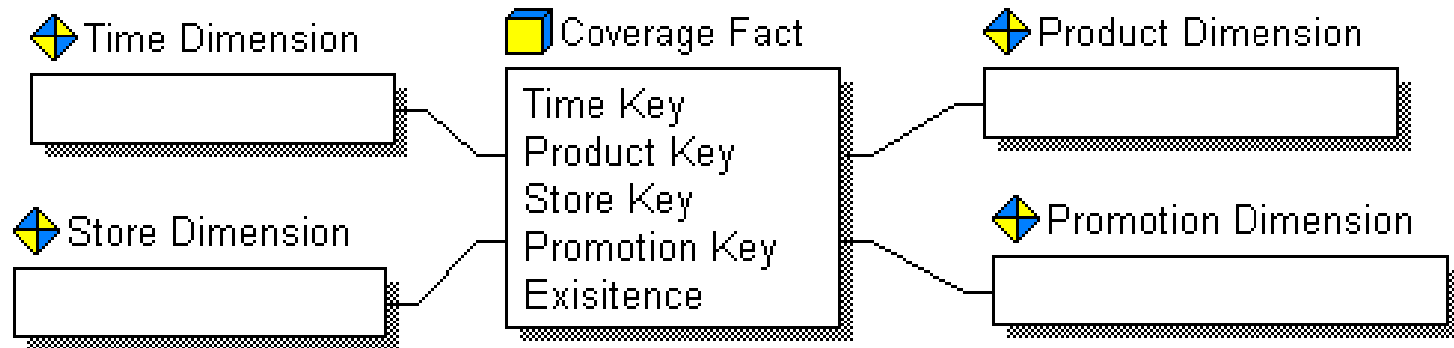 Time Dimension
Coverage Fact
Product Dimension
Time Key
Product Key
Store Key
Promotion Key
Exisitence
Store Dimension
Promotion Dimension